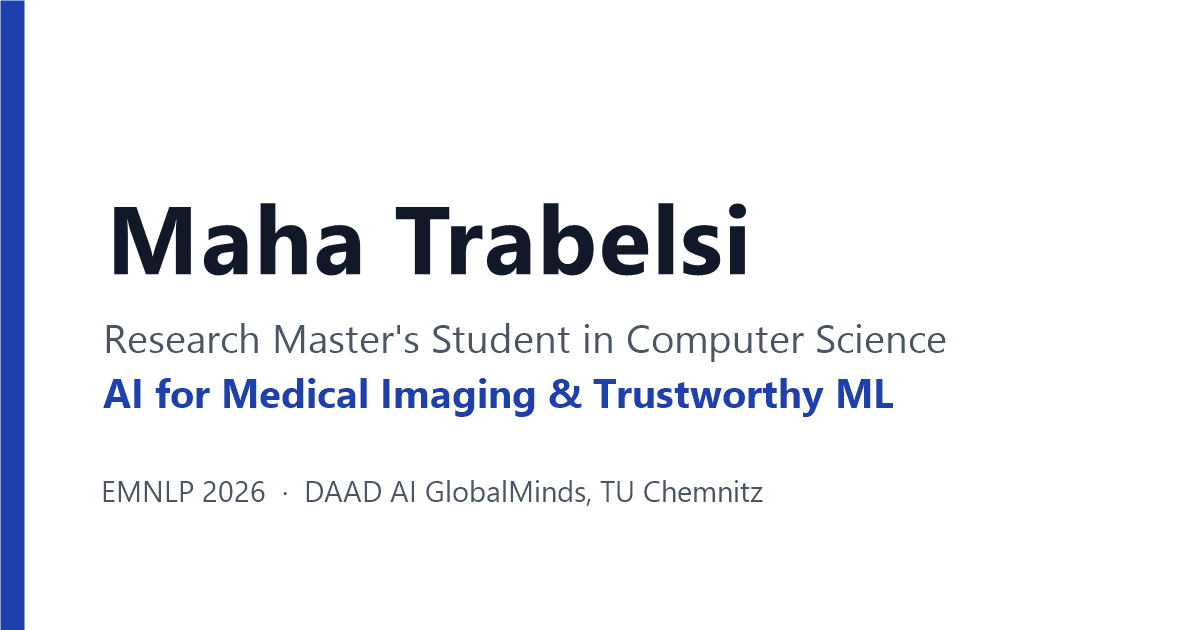 Maha Trabelsi
Research Master's Student in Computer Science
AI for Medical Imaging & Trustworthy ML
EMNLP 2026 · DAAD AI GlobalMinds, TU Chemnitz